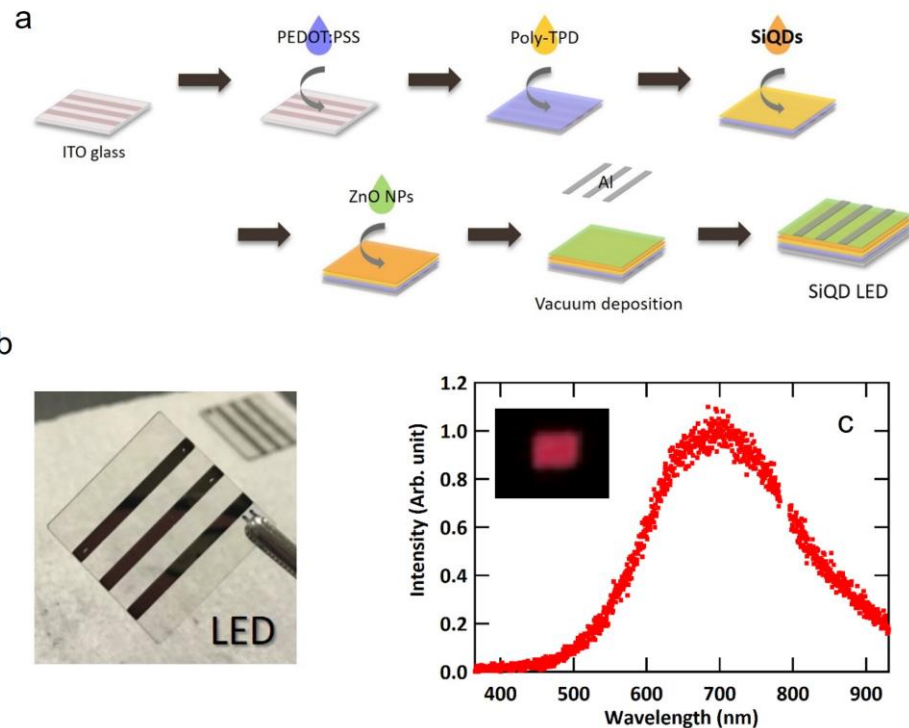 a
PEDOT:PSS
Poly-TPD
SiQDs
ITO glass
ZnO NPs
Al
Vacuum deposition
SiQD LED
b
LED
c
1.2
1.0
0.8
0.6
0.4
0.2
0.0
Intensity (Arb. unit)
400 500 600 700 800 900
Wavelength (nm)